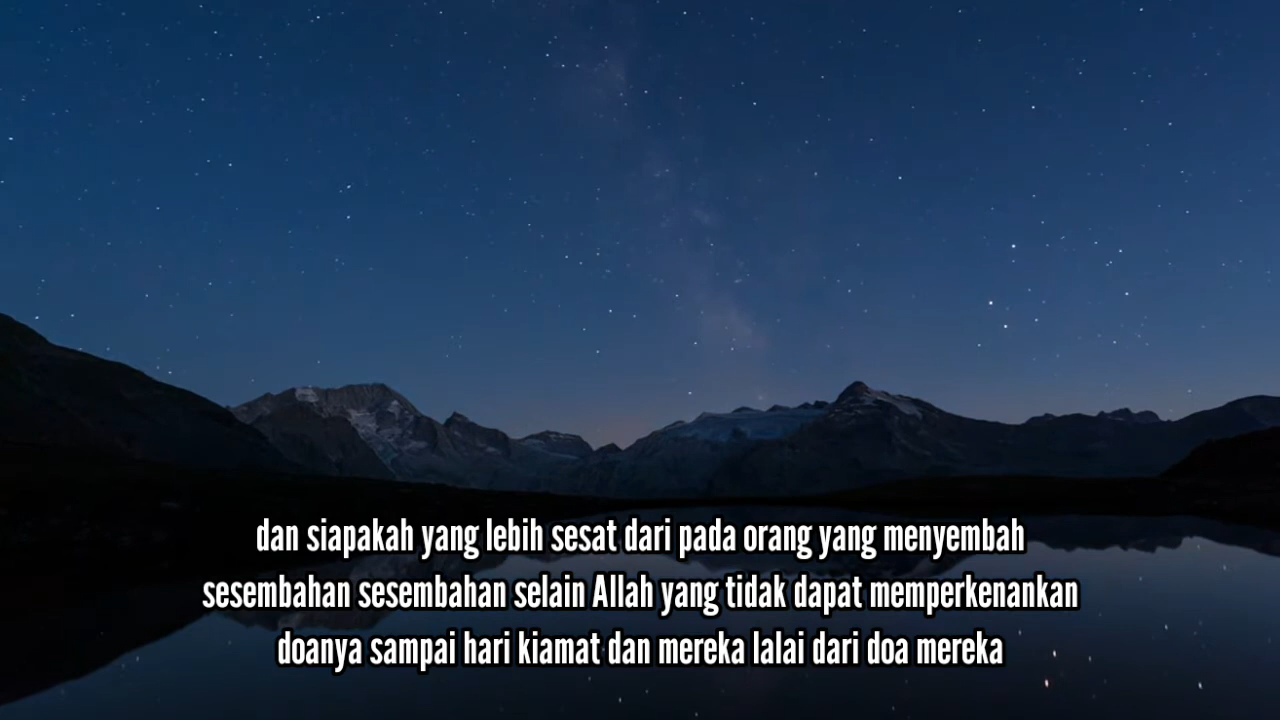 dan siapakah yang lebih sesat dari pada orang yang menyembah
sesembahan sesembahan selain Allah yang tidak dapat memperkenankan
doanya sampai hari kiamat dan mereka lalai dari doa mereka